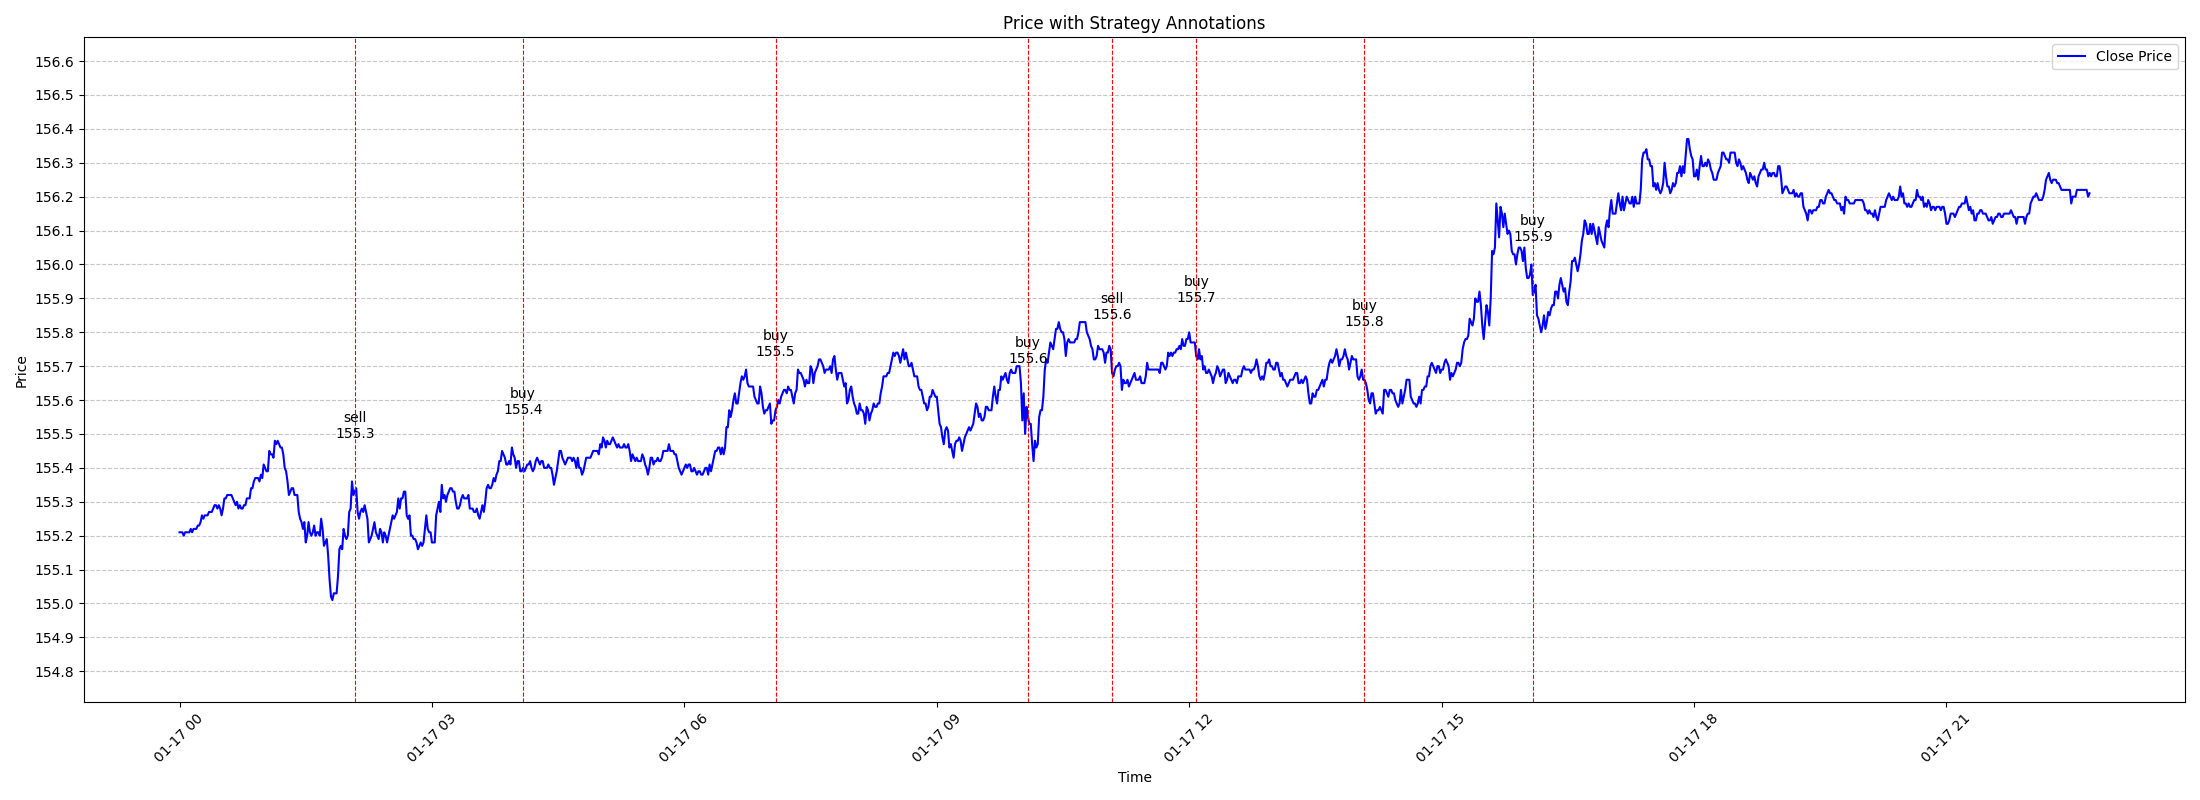 Price with Strategy Annotations
Close Price
Price
156.6
156.5
156.4
156.3
156.2
156.1
156.0
155.9
155.8
155.7
155.6
155.5
155.4
155.3
155.2
155.1
155.0
154.9
154.8
sell
155.3
buy
155.4
buy
155.5
buy
155.6
sell
155.6
buy
155.7
buy
155.8
buy
155.9
01-17 00
01-17 03
01-17 06
01-17 09
01-17 12
01-17 15
01-17 18
01-17 21
Time